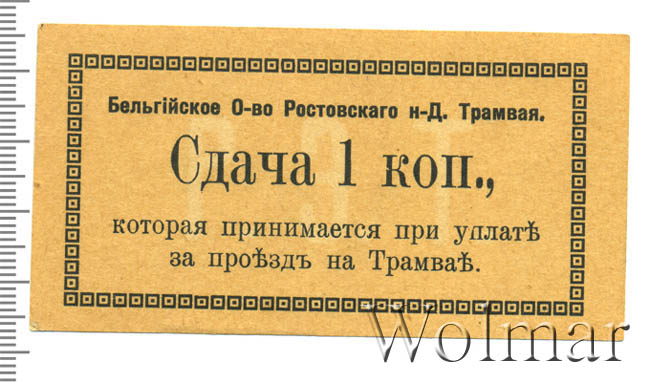 Бельгійское О-во Ростовскаго н-Д. Трамвая.
Сдача 1 коп.,
которая принимается при уплатѣ
за проѣздъ на Трамваѣ.
Wolmar